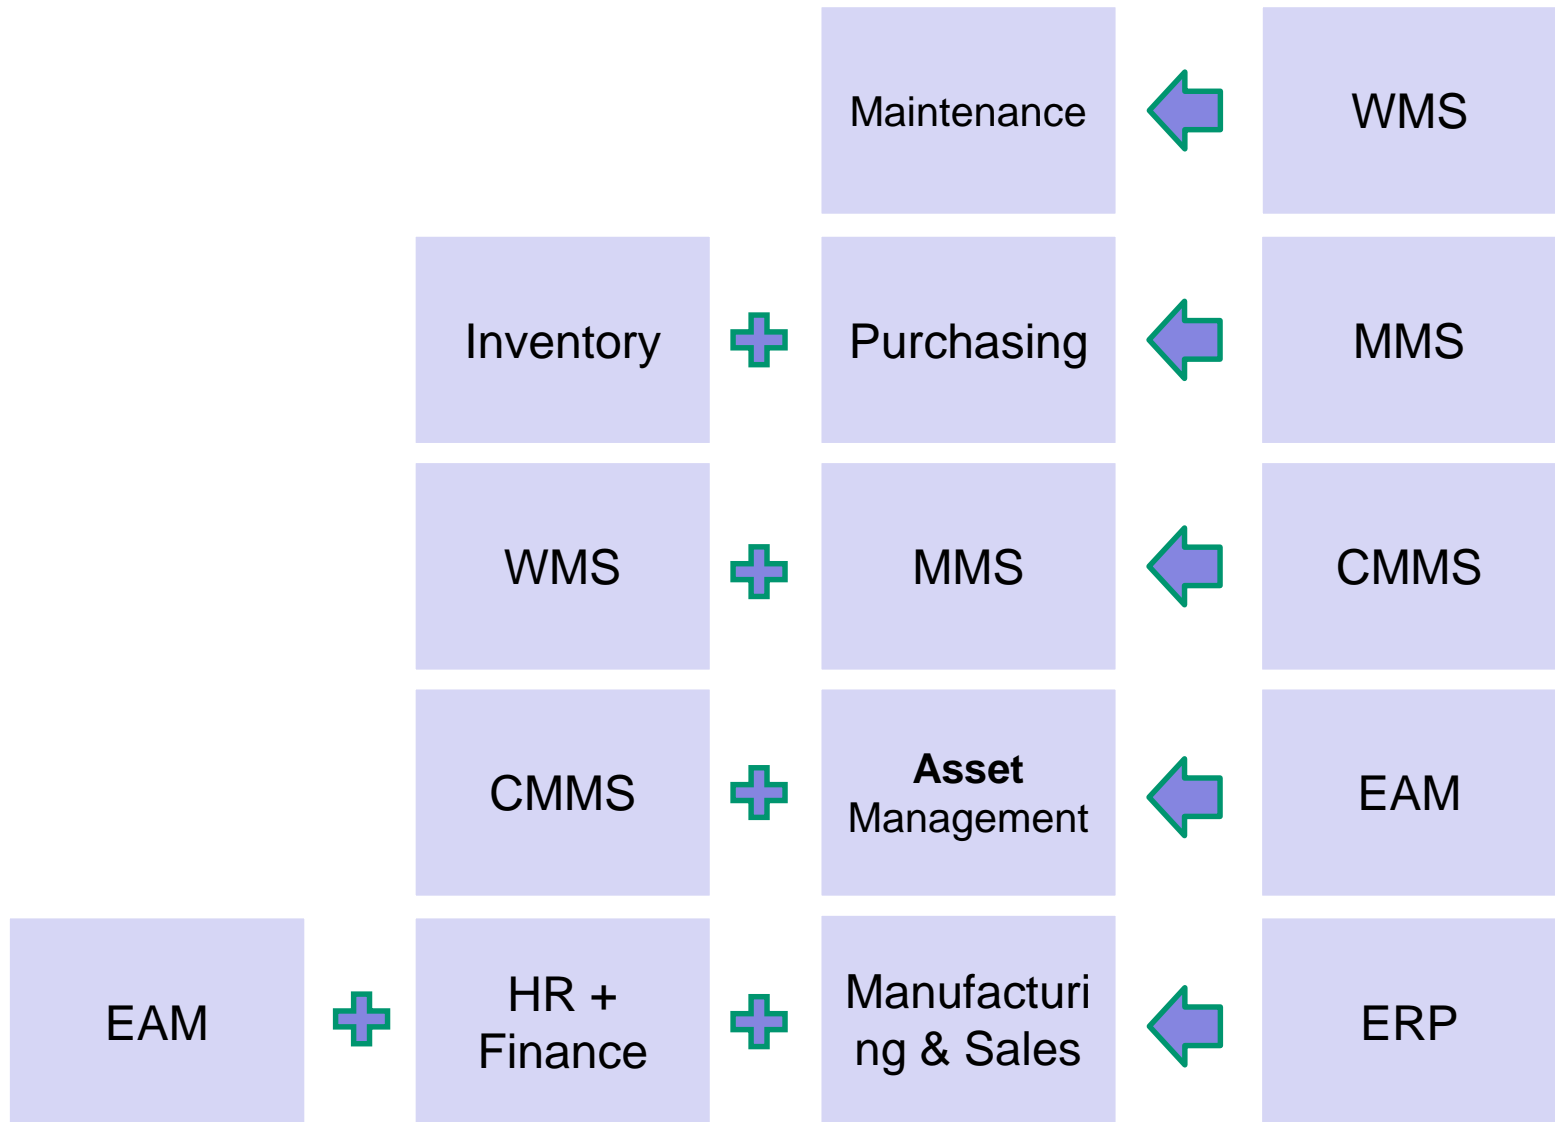 Maintenance
WMS
Inventory
Purchasing
MMS
WMS
MMS
CMMS
CMMS
Asset
Management
EAM
EAM
HR +
Finance
Manufacturi
ng & Sales
ERP